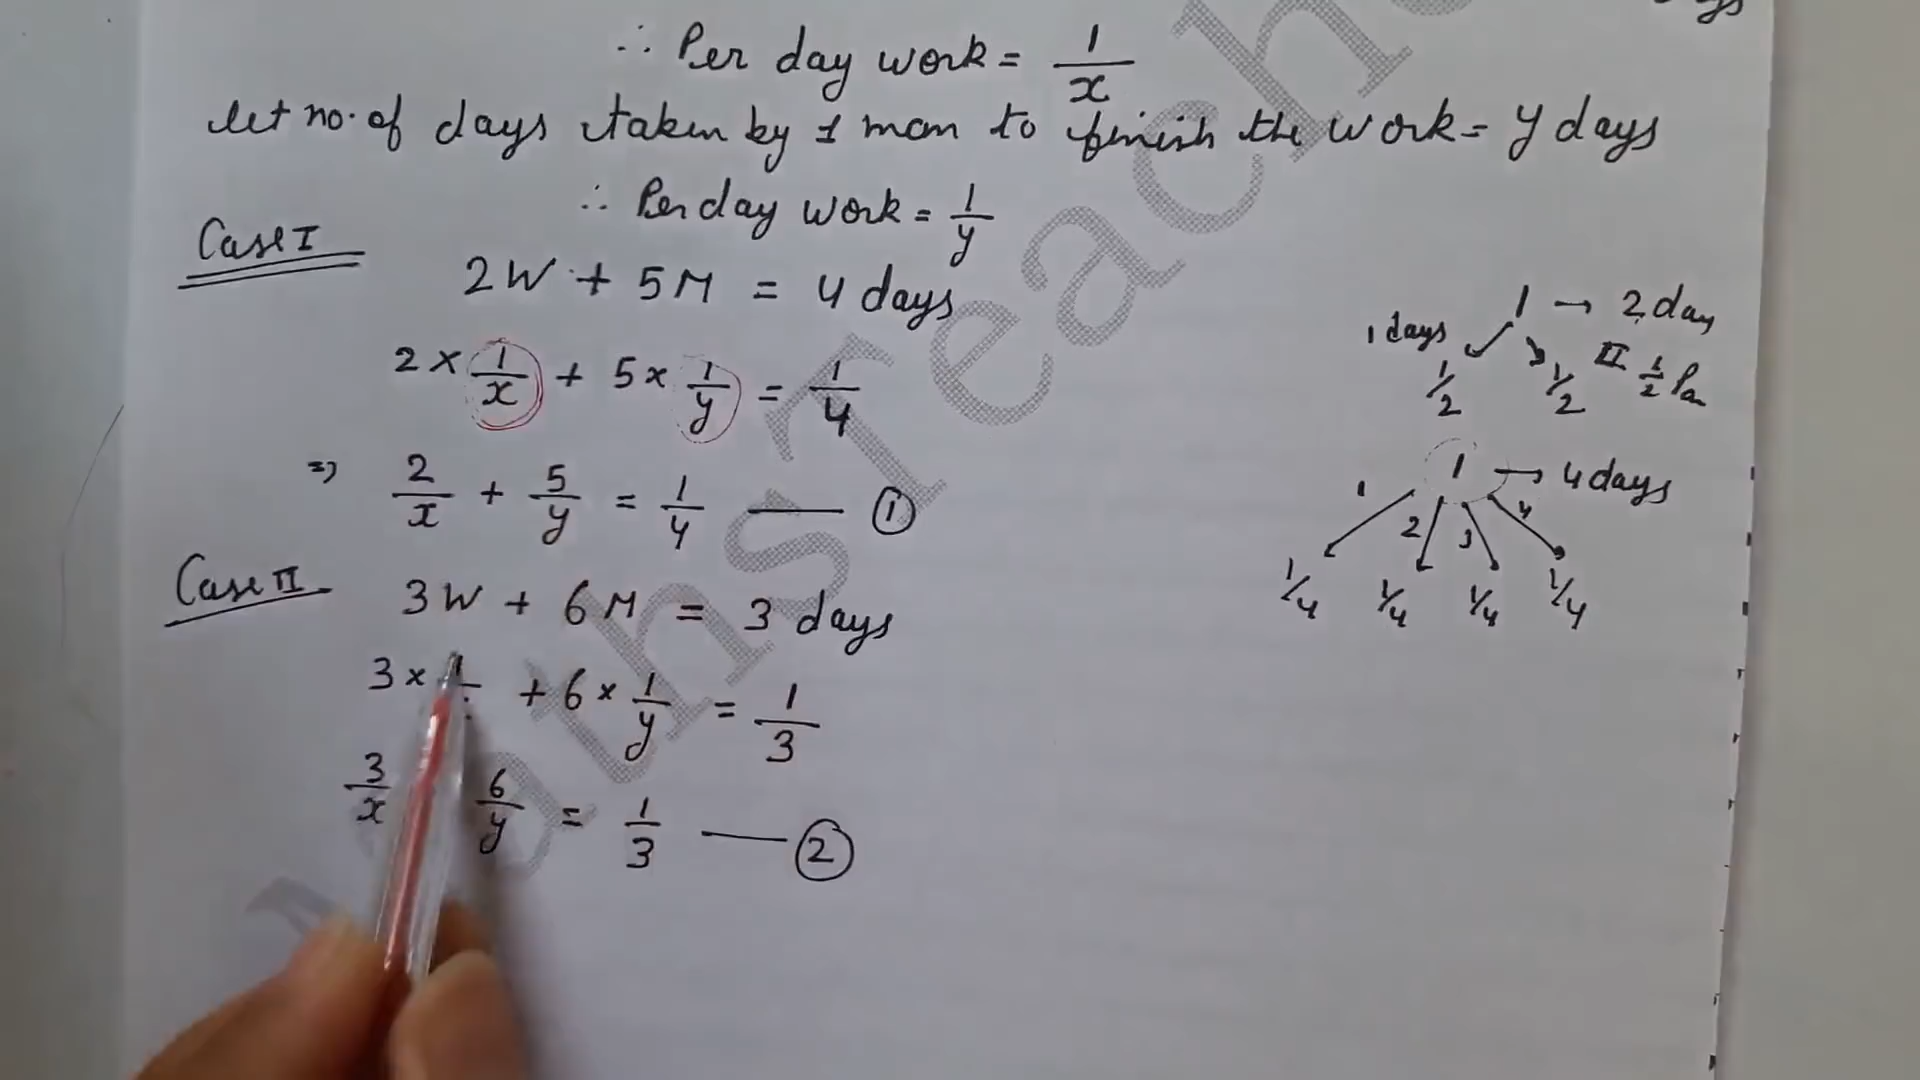 ∴ Per day work = 1/x
let no. of days taken by 1 man to finish the work = y days
∴ Per day work = 1/y
Case I
2W + 5M = 4 days
2 × 1/x + 5 × 1/y = 1/4
⇒ 2/x + 5/y = 1/4 —— ①
Case II
3W + 6M = 3 days
3 × 1/ + 6 × 1/y = 1/3
3/x 6/y = 1/3 —— ②
1 → 2 day
1 days
1/2 1/2 II 1/2
1 → 4 days
1 2 3 4
1/4 1/4 1/4 1/4
MathsTeach